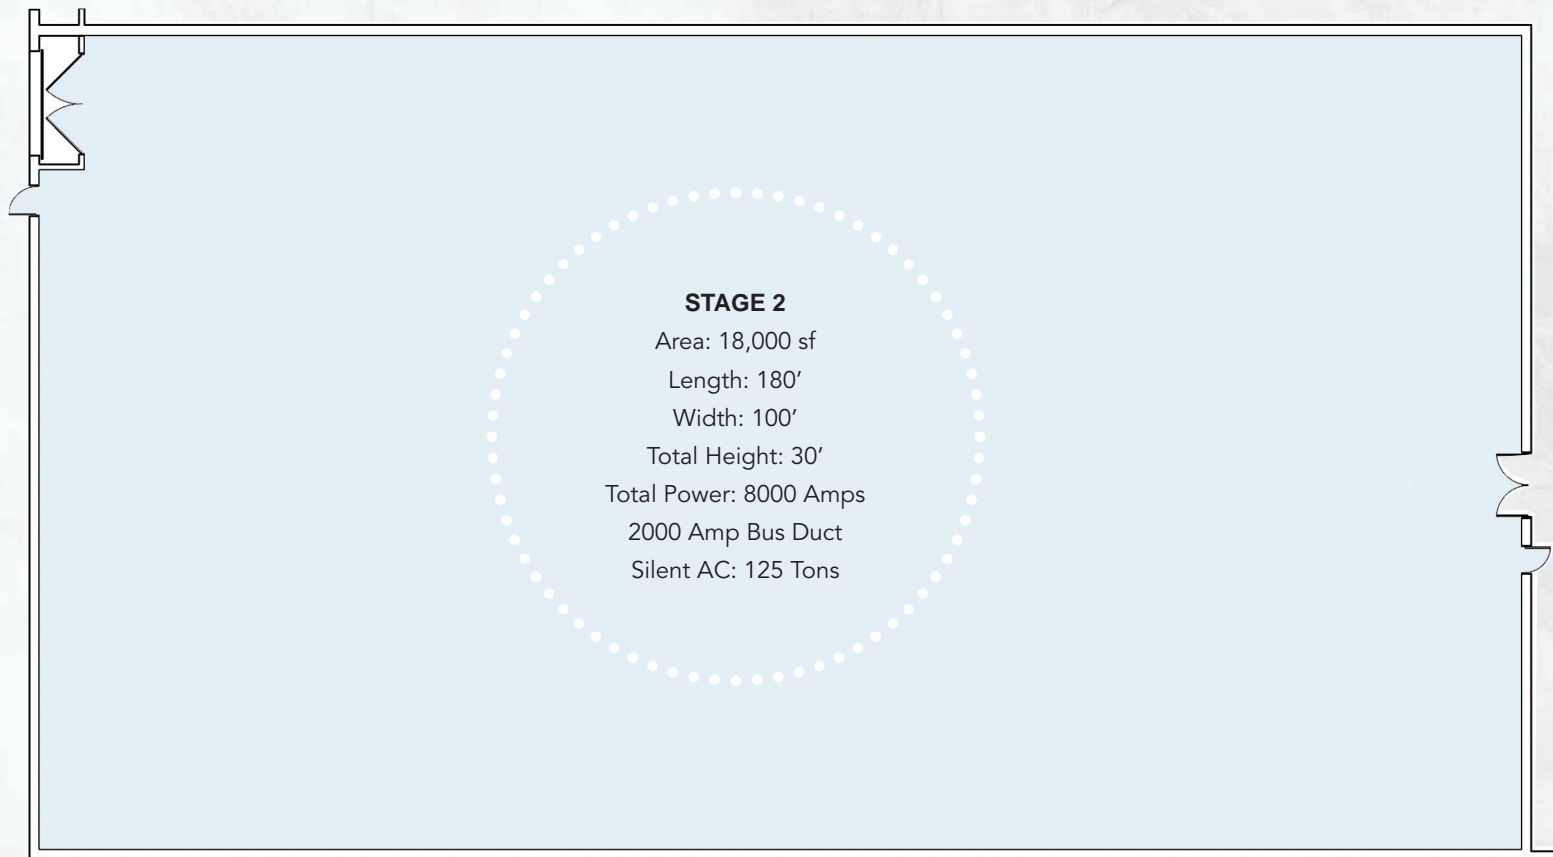 STAGE 2
Area: 18,000 sf
Length: 180’
Width: 100’
Total Height: 30’
Total Power: 8000 Amps
2000 Amp Bus Duct
Silent AC: 125 Tons